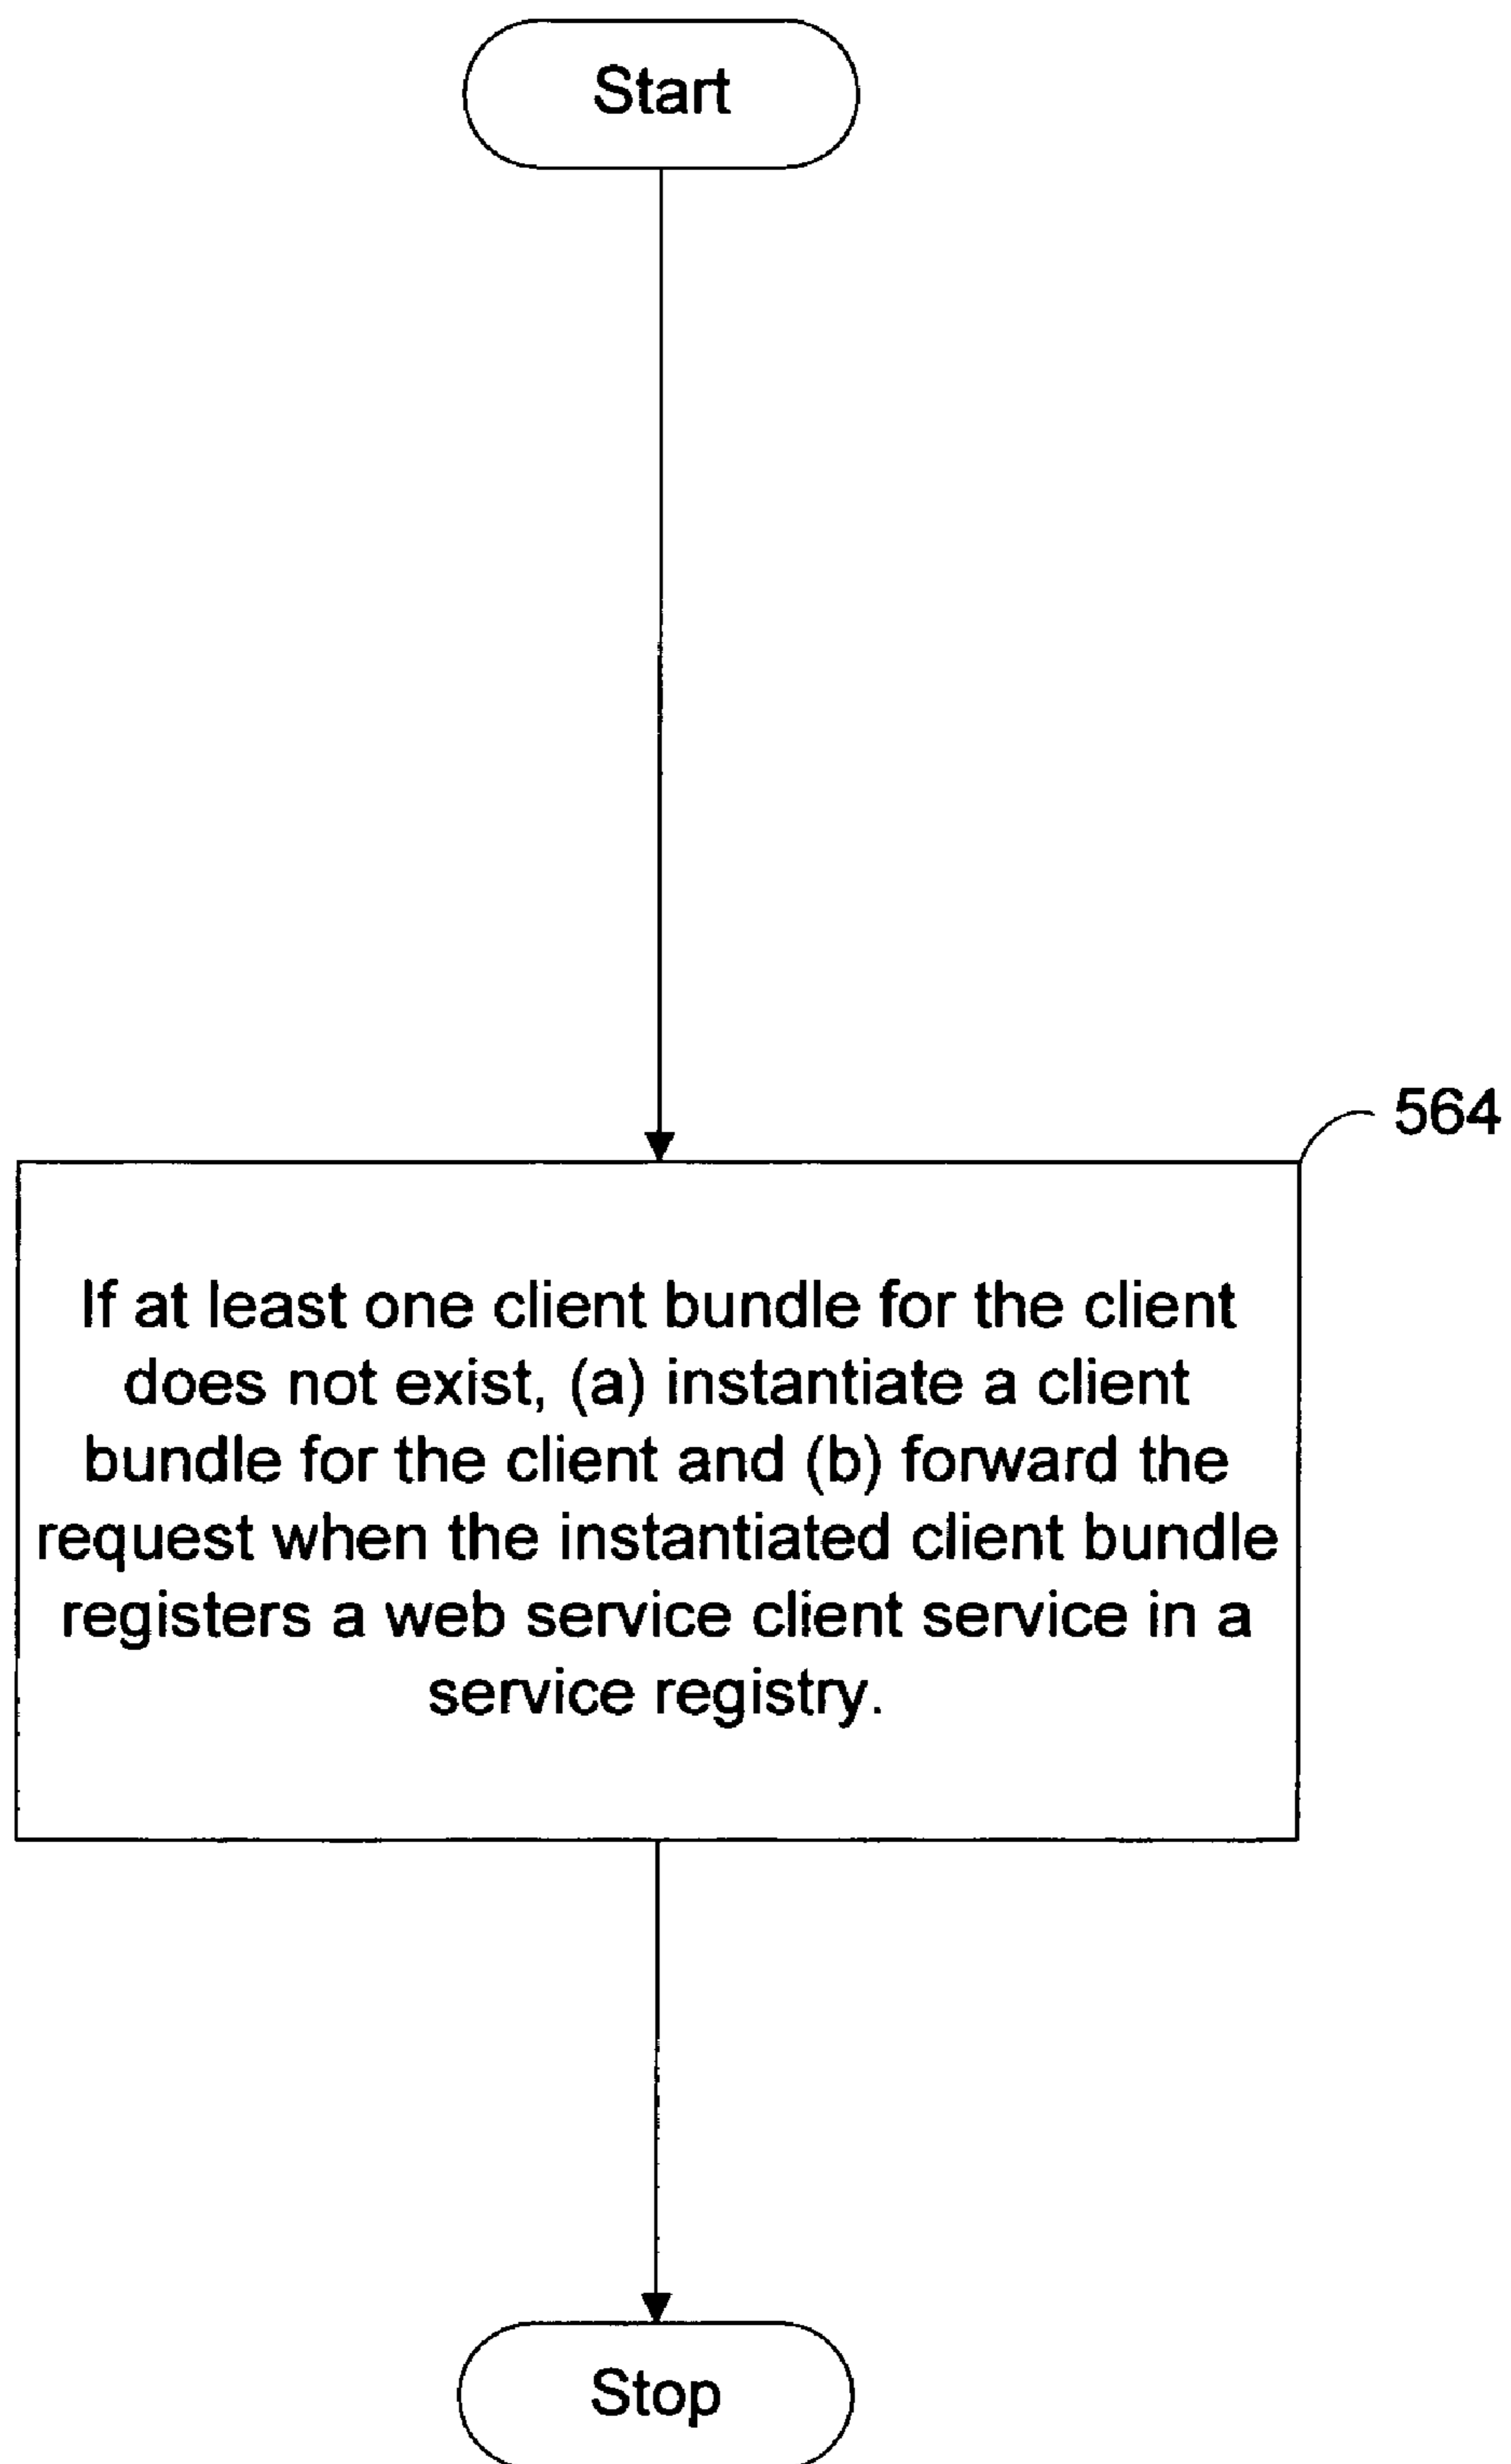 Start
564
If at least one client bundle for the client
does not exist, (a) instantiate a client
bundle for the client and (b) forward the
request when the instantiated client bundle
registers a web service client service in a
service registry.
Stop